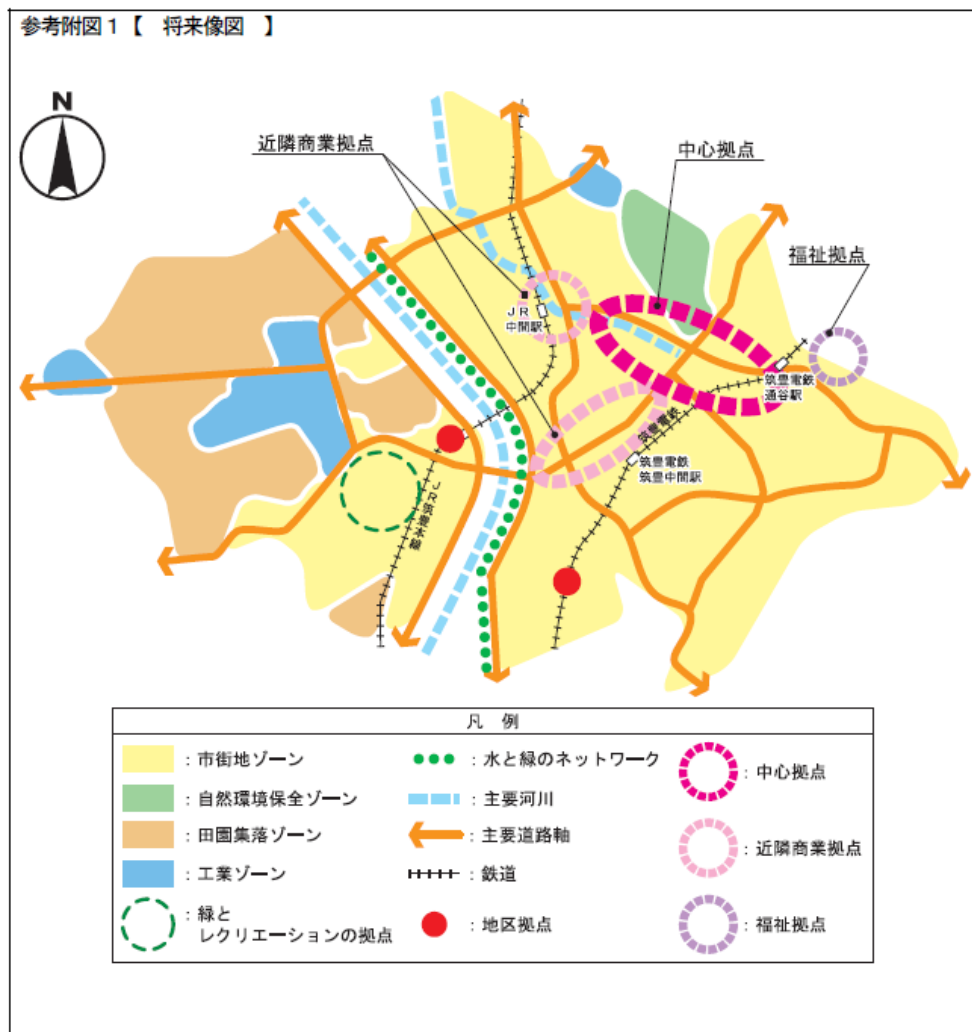 参考附図1【 将来像図 】
N
近隣商業拠点
中心拠点
福祉拠点
JR
中間駅
筑豊電鉄
通谷駅
筑豊電鉄
筑豊電鉄
筑豊中間駅
JR筑豊本線
凡 例
：市街地ゾーン
：自然環境保全ゾーン
：田園集落ゾーン
：工業ゾーン
：緑と
レクリエーションの拠点
：水と緑のネットワーク
：主要河川
：主要道路軸
：鉄道
：地区拠点
：中心拠点
：近隣商業拠点
：福祉拠点